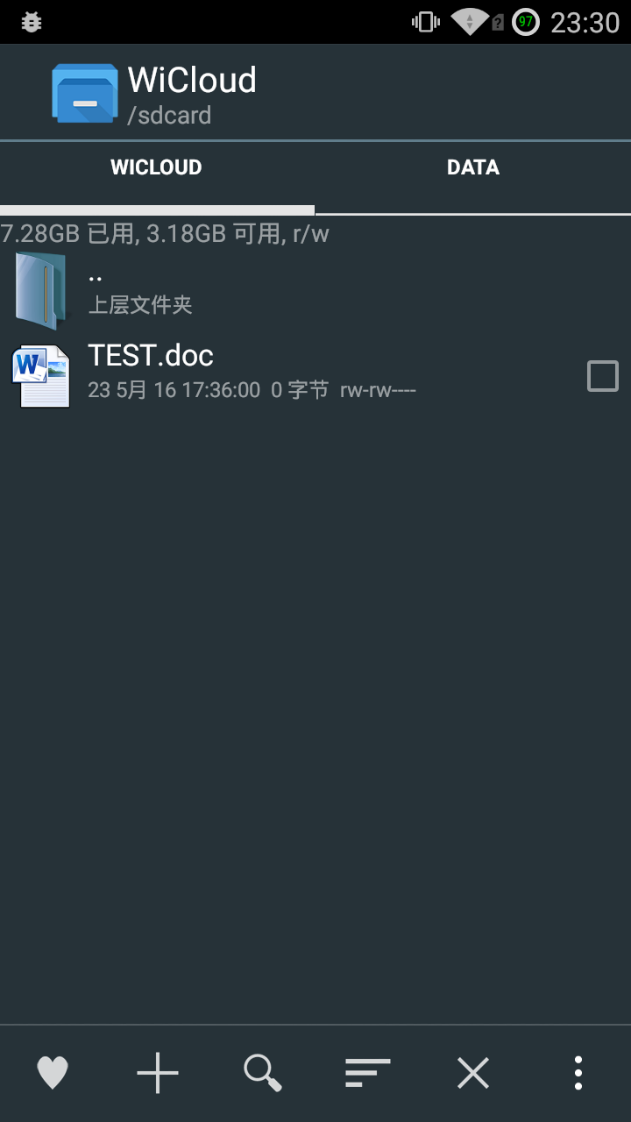 97 23:30
WiCloud
/sdcard
WICLOUD DATA
7.28GB 已用, 3.18GB 可用, r/w
..
上层文件夹
TEST.doc
23 5月 16 17:36:00 0 字节 rw-rw----